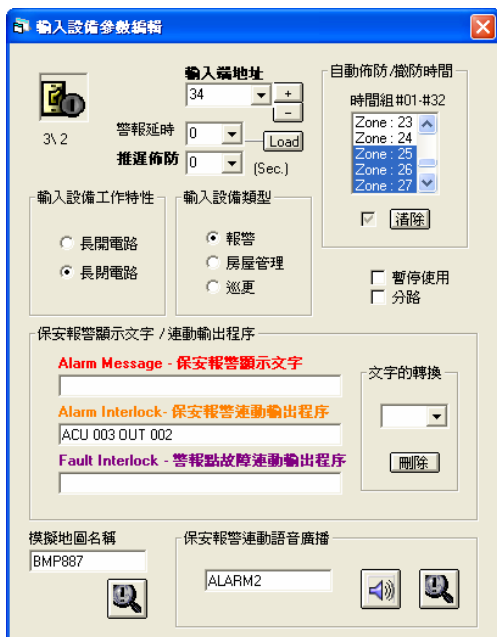 輸入設備參數編輯
輸入端地址
34
+
-
3\ 2
警報延時
0
Load
推遲佈防
0
(Sec.)
自動佈防/撤防時間
時間組#01-#32
Zone : 23
Zone : 24
Zone : 25
Zone : 26
Zone : 27
清除
輸入設備工作特性
長開電路
長閉電路
輸入設備類型
報警
房屋管理
巡更
暫停使用
分路
保安報警顯示文字 / 連動輸出程序
Alarm Message - 保安報警顯示文字
Alarm Interlock- 保安報警連動輸出程序
ACU 003 OUT 002
Fault Interlock - 警報點故障連動輸出程序
文字的轉換
刪除
模擬地圖名稱
BMP887
保安報警連動語音廣播
ALARM2